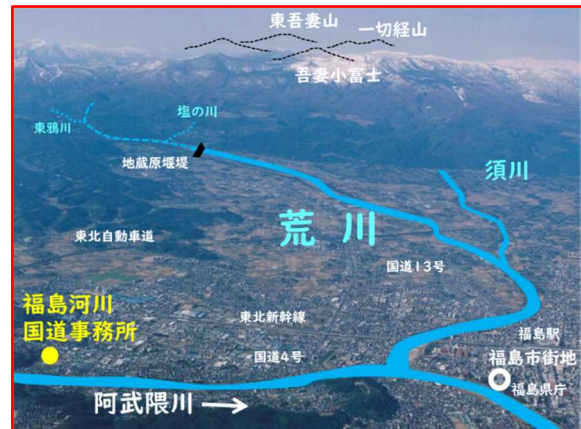 東吾妻山
一切経山
吾妻小富士
塩の川
東鴉川
地蔵原堰堤
須川
荒川
東北自動車道
国道13号
福島河川
国道事務所
東北新幹線
福島駅
国道4号
福島市街地
福島県庁
阿武隈川